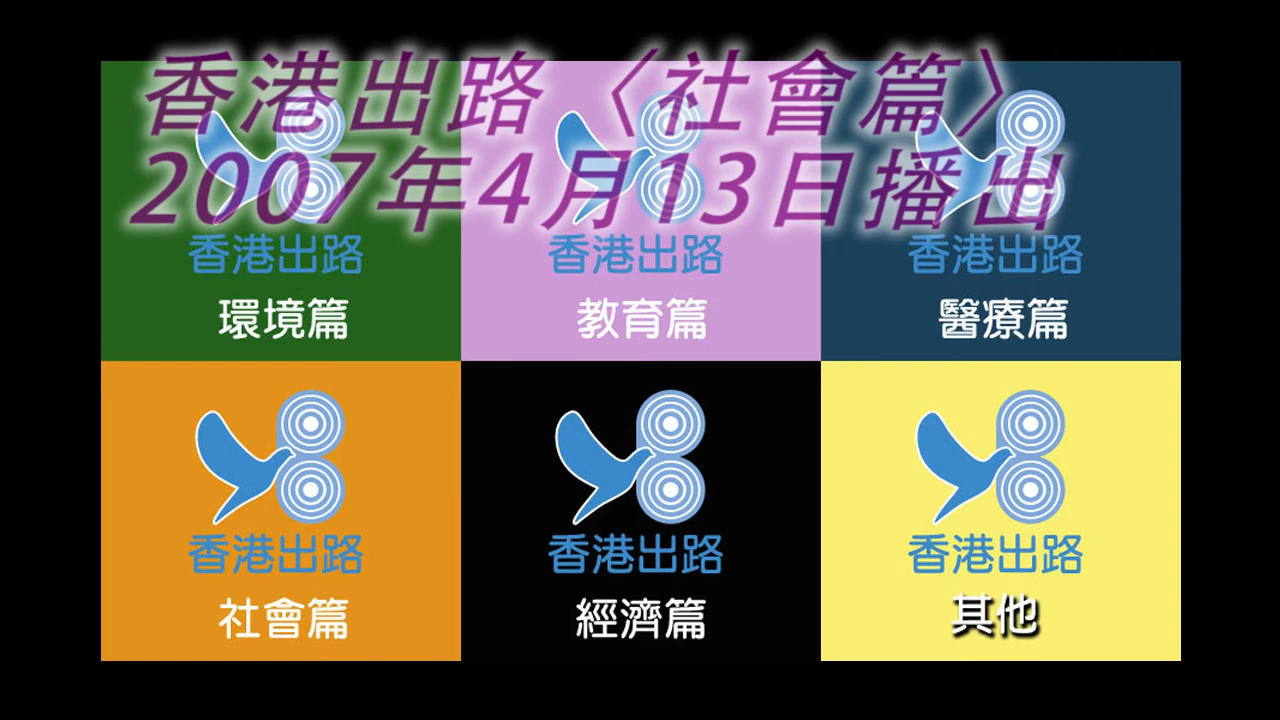 香港出路〈社會篇〉
2007年4月13日播出
香港出路
環境篇
香港出路
教育篇
香港出路
醫療篇
香港出路
社會篇
香港出路
經濟篇
香港出路
其他